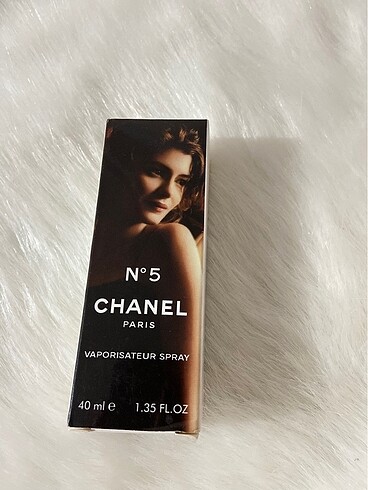 N°5
CHANEL
PARIS
VAPORISATEUR SPRAY
40 ml e 1.35 FL.OZ